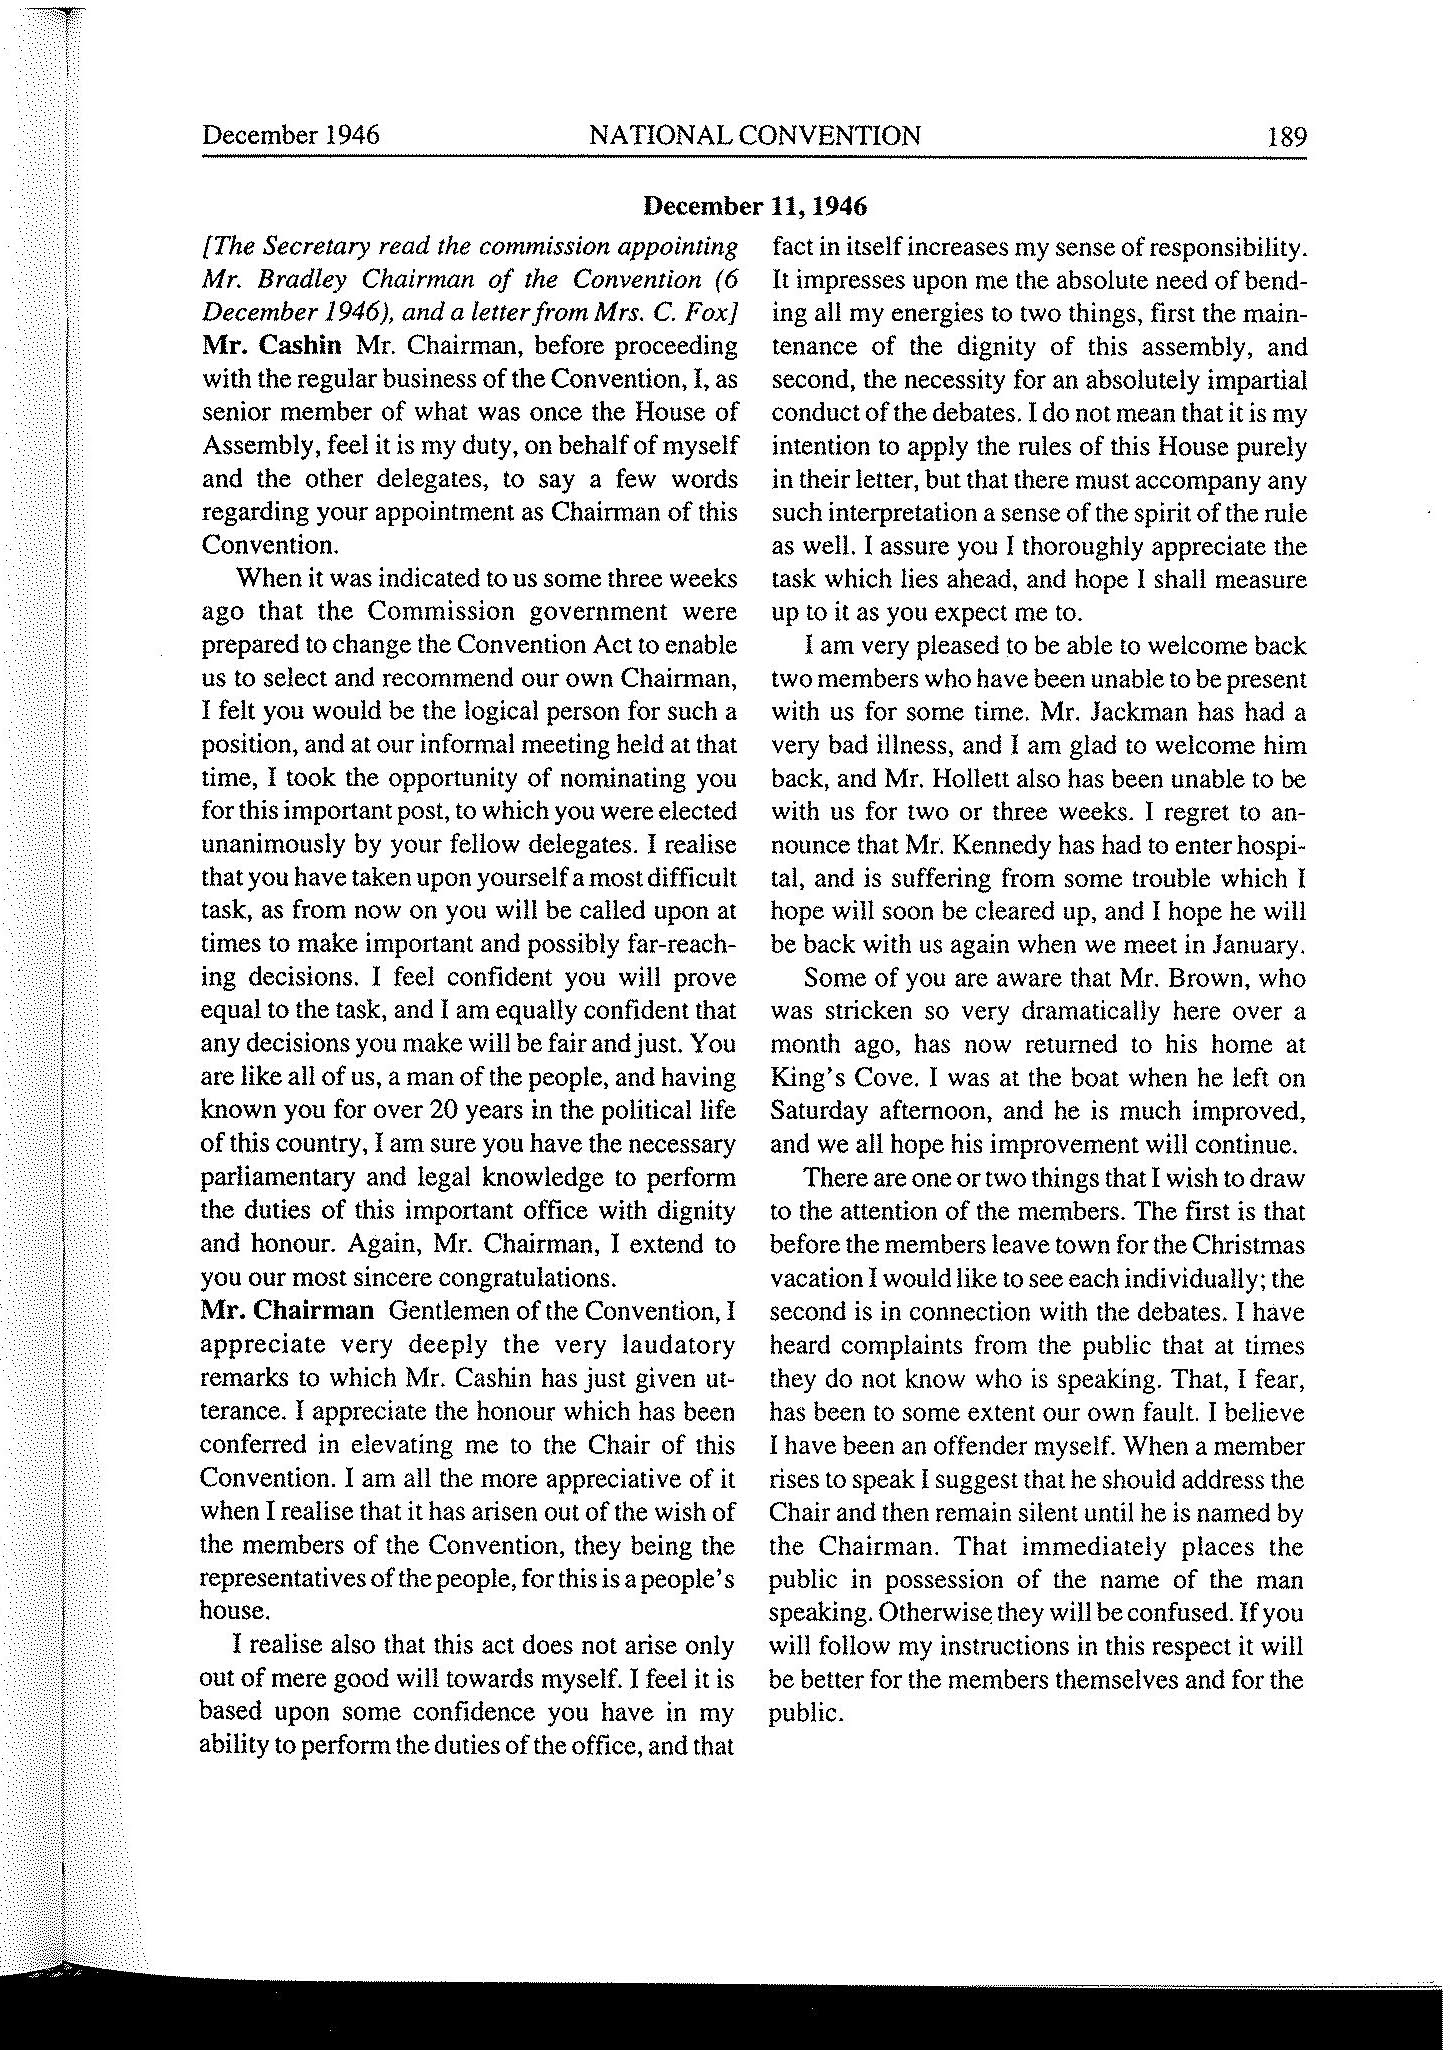 December 1946 NATIONAL CONVENTION 189
December 11, 1946
[The Secretary read the commission appointing
Mr. Bradley Chairman of the Convention (6
December 1946), and a letter from Mrs. C. Fox]
Mr. Cashin Mr. Chairman, before proceeding
with the regular business of the Convention, I, as
senior member of what was once the House of
Assembly, feel it is my duty, on behalf of myself
and the other delegates, to say a few words
regarding your appointment as Chairman of this
Convention.
When it was indicated to us some three weeks
ago that the Commission government were
prepared to change the Convention Act to enable
us to select and recommend our own Chairman,
I felt you would be the logical person for such a
position, and at our informal meeting held at that
time, I took the opportunity of nominating you
for this important post, to which you were elected
unanimously by your fellow delegates. I realise
that you have taken upon yourself a most difficult
task, as from now on you will be called upon at
times to make important and possibly far-reach-
ing decisions. I feel confident you will prove
equal to the task, and I am equally confident that
any decisions you make will be fair and just. You
are like all of us, a man of the people, and having
known you for over 20 years in the political life
of this country, I am sure you have the necessary
parliamentary and legal knowledge to perform
the duties of this important office with dignity
and honour. Again, Mr. Chairman, I extend to
you our most sincere congratulations.
Mr. Chairman Gentlemen of the Convention, I
appreciate very deeply the very laudatory
remarks to which Mr. Cashin has just given ut-
terance. I appreciate the honour which has been
conferred in elevating me to the Chair of this
Convention. I am all the more appreciative of it
when I realise that it has arisen out of the wish of
the members of the Convention, they being the
representatives of the people, for this is a people's
house.
I realise also that this act does not arise only
out of mere good will towards myself. I feel it is
based upon some confidence you have in my
ability to perform the duties of the office, and that
fact in itself increases my sense of responsibility.
It impresses upon me the absolute need of bend-
ing all my energies to two things, first the main-
tenance of the dignity of this assembly, and
second, the necessity for an absolutely impartial
conduct of the debates. I do not mean that it is my
intention to apply the rules of this House purely
in their letter, but that there must accompany any
such interpretation a sense of the spirit of the rule
as well. I assure you I thoroughly appreciate the
task which lies ahead, and hope I shall measure
up to it as you expect me to.
I am very pleased to be able to welcome back
two members who have been unable to be present
with us for some time. Mr. Jackman has had a
very bad illness, and I am glad to welcome him
back, and Mr. Hollett also has been unable to be
with us for two or three weeks. I regret to an-
nounce that Mr. Kennedy has had to enter hospi-
tal, and is suffering from some trouble which I
hope will soon be cleared up, and I hope he will
be back with us again when we meet in January.
Some of you are aware that Mr. Brown, who
was stricken so very dramatically here over a
month ago, has now returned to his home at
King's Cove. I was at the boat when he left on
Saturday afternoon, and he is much improved,
and we all hope his improvement will continue.
There are one or two things that I wish to draw
to the attention of the members. The first is that
before the members leave town for the Christmas
vacation I would like to see each individually; the
second is in connection with the debates. I have
heard complaints from the public that at times
they do not know who is speaking. That, I fear,
has been to some extent our own fault. I believe
I have been an offender myself. When a member
rises to speak I suggest that he should address the
Chair and then remain silent until he is named by
the Chairman. That immediately places the
public in possession of the name of the man
speaking. Otherwise they will be confused. If you
will follow my instructions in this respect it will
be better for the members themselves and for the
public.